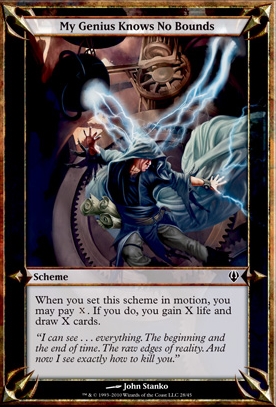 My Genius Knows No Bounds
Scheme
When you set this scheme in motion, you
may pay X. If you do, you gain X life and
draw X cards.
"I can see . . . everything. The beginning and
the end of time. The raw edges of reality. And
now I see exactly how to kill you."
John Stanko
™ & © 1993–2010 Wizards of the Coast LLC 28/45